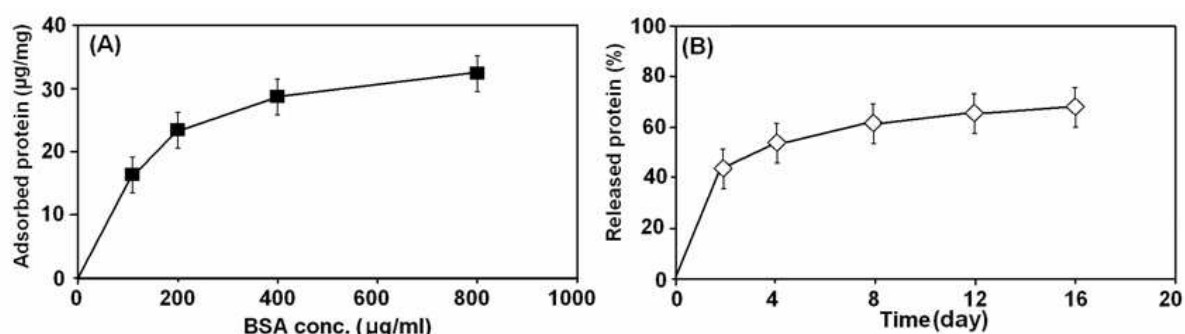 (A)
Adsorbed protein (µg/mg)
40
30
20
10
0
0 200 400 600 800 1000
BSA conc. (µg/ml)
(B)
Released protein (%)
100
80
60
40
20
0
0 4 8 12 16 20
Time (day)